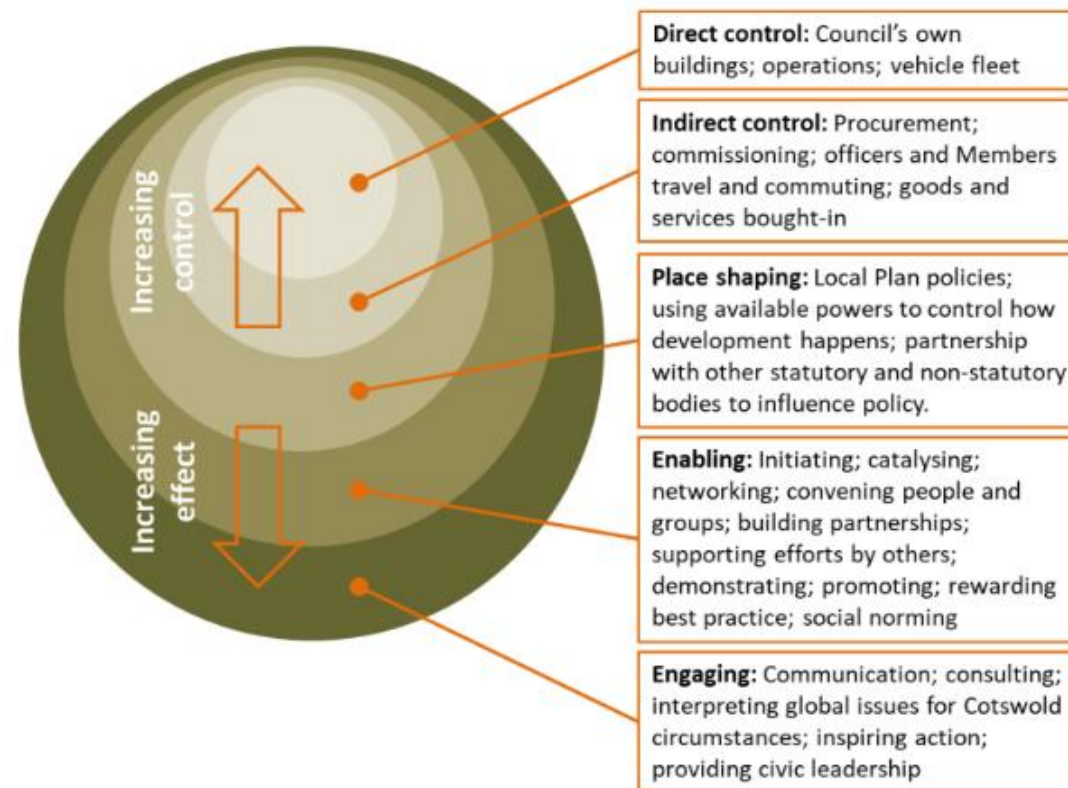 Direct control: Council's own
buildings; operations; vehicle fleet
Indirect control: Procurement;
commissioning; officers and Members
travel and commuting; goods and
services bought-in
Place shaping: Local Plan policies;
using available powers to control how
development happens; partnership
with other statutory and non-statutory
bodies to influence policy.
Enabling: Initiating; catalysing;
networking; convening people and
groups; building partnerships;
supporting efforts by others;
demonstrating; promoting; rewarding
best practice; social norming
Engaging: Communication; consulting;
interpreting global issues for Cotswold
circumstances; inspiring action;
providing civic leadership
Increasing
control
Increasing
effect